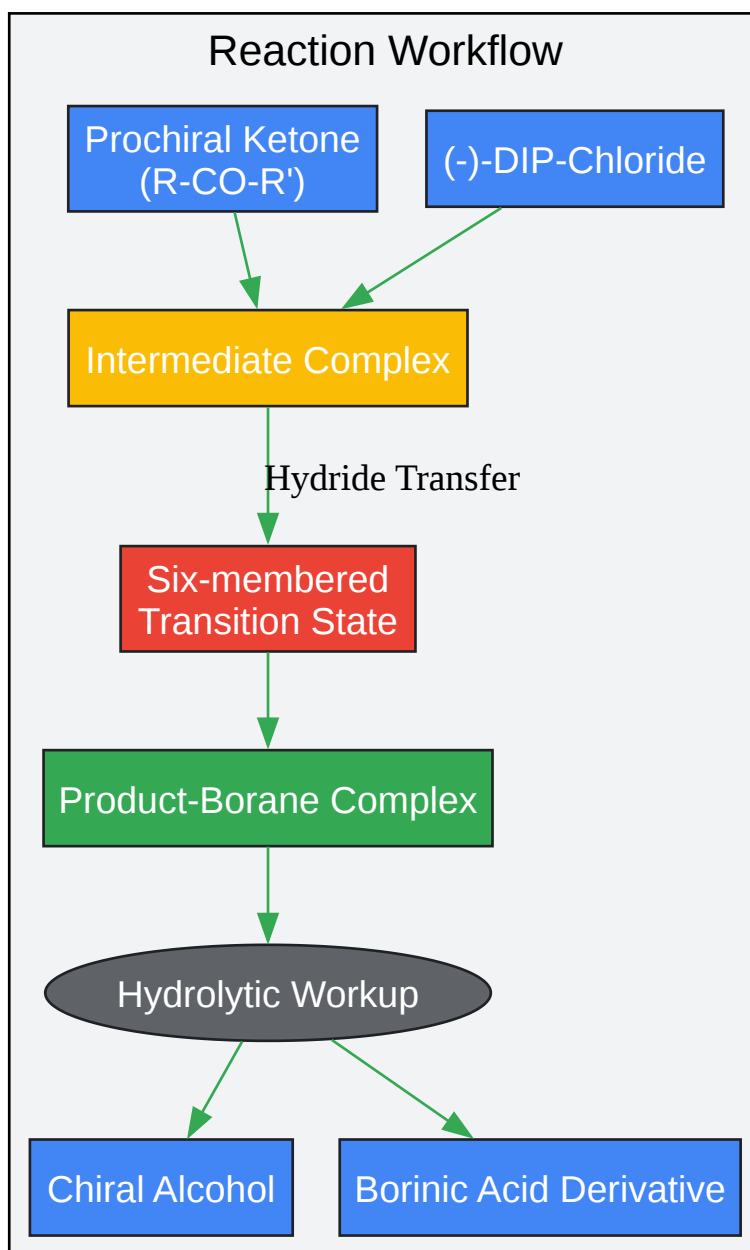 Reaction Workflow
Prochiral Ketone
(R-CO-R')
(-)-DIP-Chloride
Intermediate Complex
Hydride Transfer
Six-membered
Transition State
Product-Borane Complex
Hydrolytic Workup
Chiral Alcohol
Borinic Acid Derivative